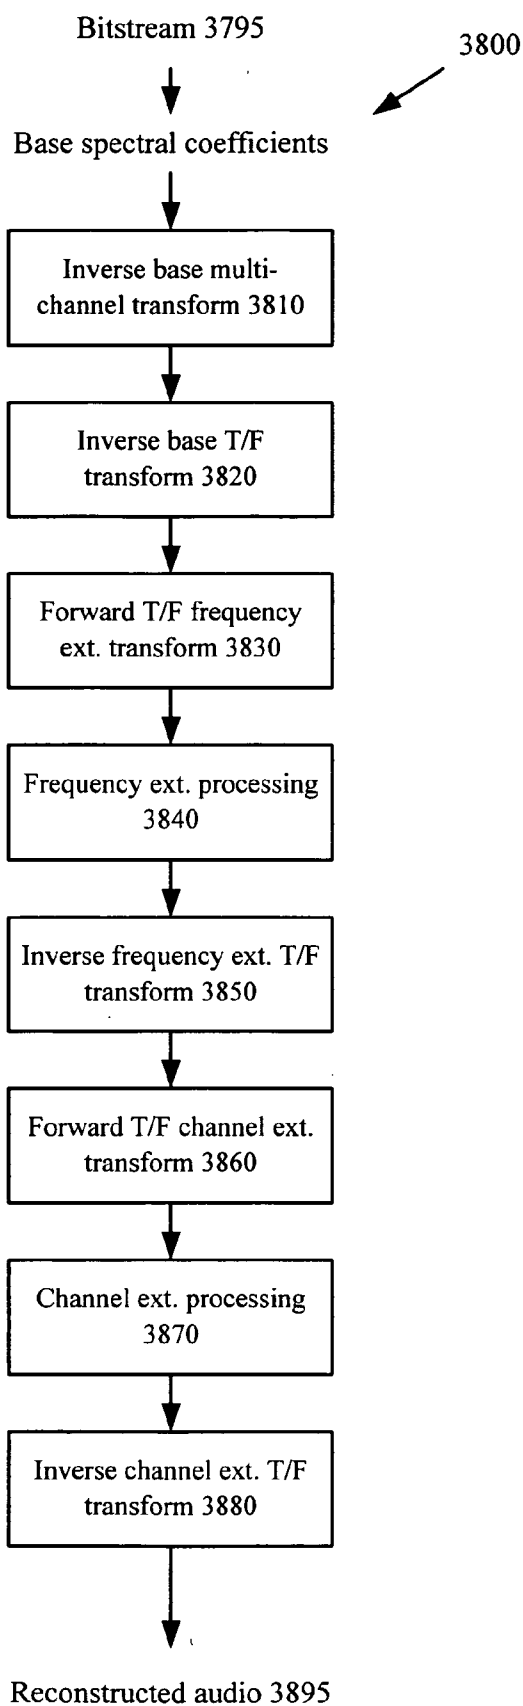 Bitstream 3795
3800
Base spectral coefficients
Inverse base multi-
channel transform 3810
Inverse base T/F
transform 3820
Forward T/F frequency
ext. transform 3830
Frequency ext. processing
3840
Inverse frequency ext. T/F
transform 3850
Forward T/F channel ext.
transform 3860
Channel ext. processing
3870
Inverse channel ext. T/F
transform 3880
Reconstructed audio 3895